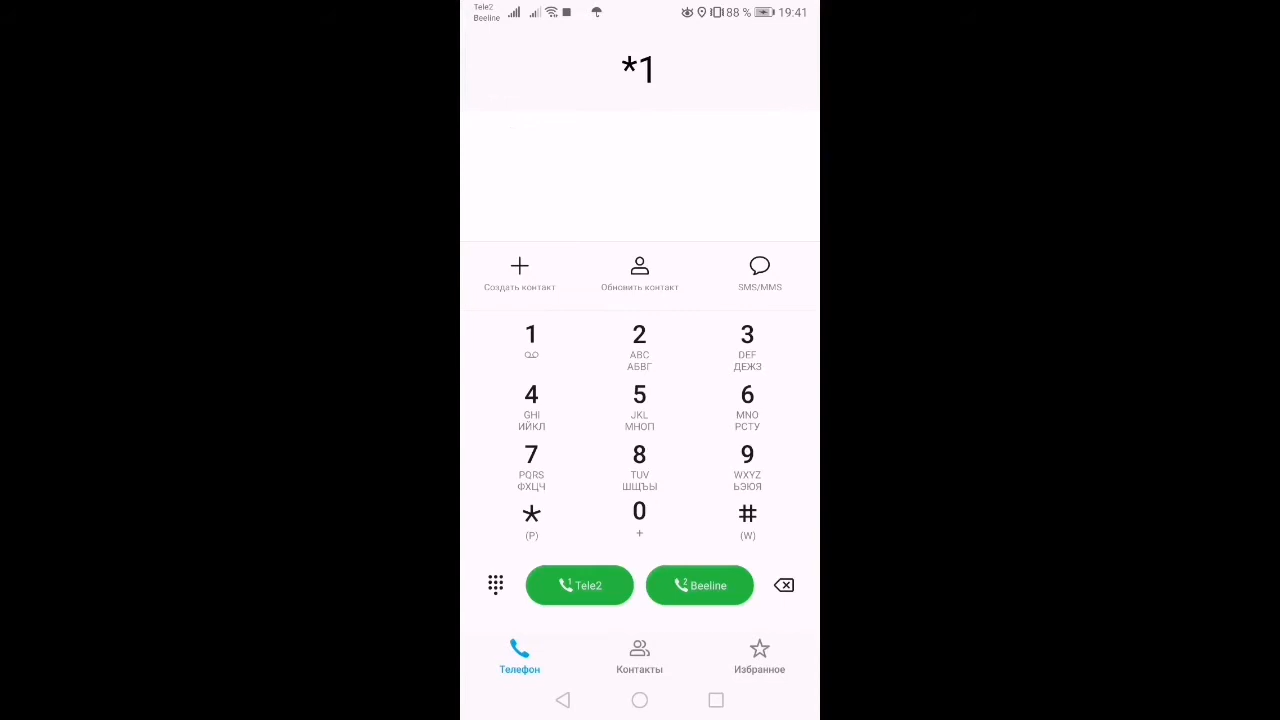 Tele2
Beeline
88 % 19:41
*1
Создать контакт Обновить контакт SMS/MMS
1 2 3
ABC DEF
АБВГ ДЕЖЗ
4 5 6
GHI JKL MNO
ИЙКЛ МНОП РСТУ
7 8 9
PQRS TUV WXYZ
ФХЦЧ ШЩЪЫ ЬЭЮЯ
* 0 #
(P) + (W)
1 Tele2 2 Beeline
Телефон Контакты Избранное